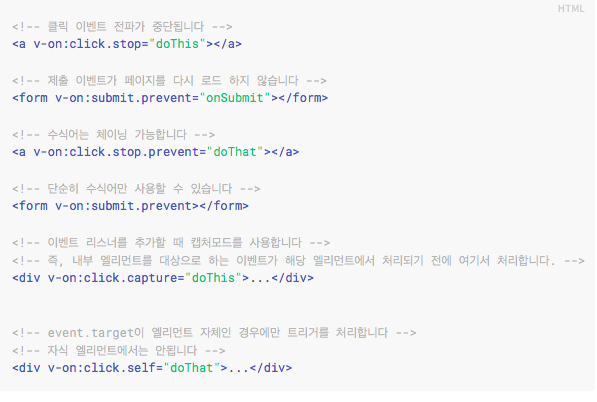 HTML
<!-- 클릭 이벤트 전파가 중단됩니다 -->
<a v-on:click.stop="doThis"></a>
<!-- 제출 이벤트가 페이지를 다시 로드 하지 않습니다 -->
<form v-on:submit.prevent="onSubmit"></form>
<!-- 수식어는 체이닝 가능합니다 -->
<a v-on:click.stop.prevent="doThat"></a>
<!-- 단순히 수식어만 사용할 수 있습니다 -->
<form v-on:submit.prevent></form>
<!-- 이벤트 리스너를 추가할 때 캡처모드를 사용합니다 -->
<!-- 즉, 내부 엘리먼트를 대상으로 하는 이벤트가 해당 엘리먼트에서 처리되기 전에 여기서 처리합니다. -->
<div v-on:click.capture="doThis">...</div>
<!-- event.target이 엘리먼트 자체인 경우에만 트리거를 처리합니다 -->
<!-- 자식 엘리먼트에서는 안됩니다 -->
<div v-on:click.self="doThat">...</div>